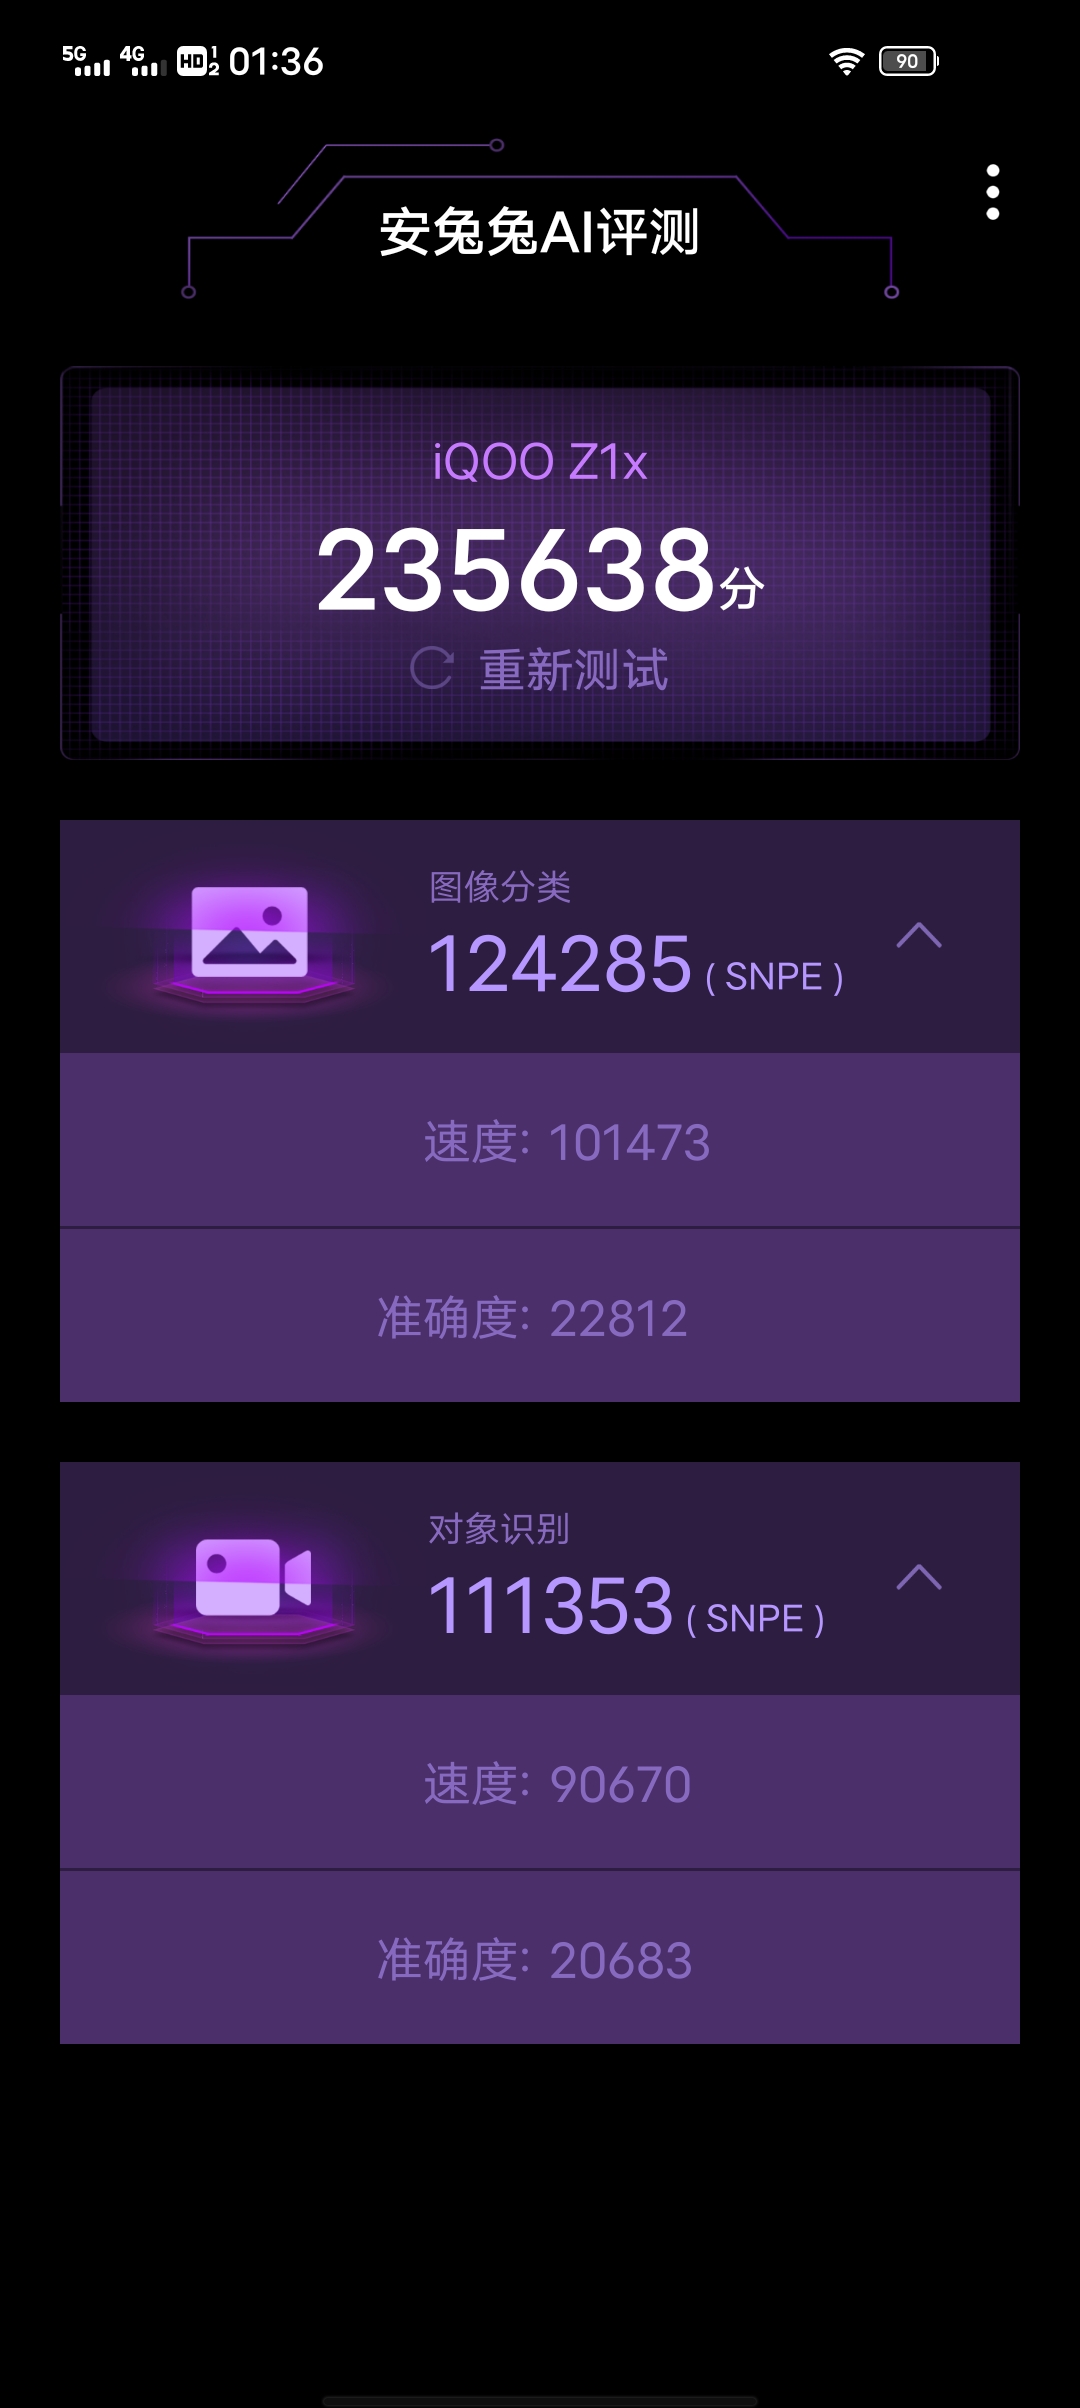 5G 4G HD 1 2 01:36 90
安兔兔AI评测
iQOO Z1x
235638分
重新测试
图像分类
124285 ( SNPE )
速度: 101473
准确度: 22812
对象识别
111353 ( SNPE )
速度: 90670
准确度: 20683